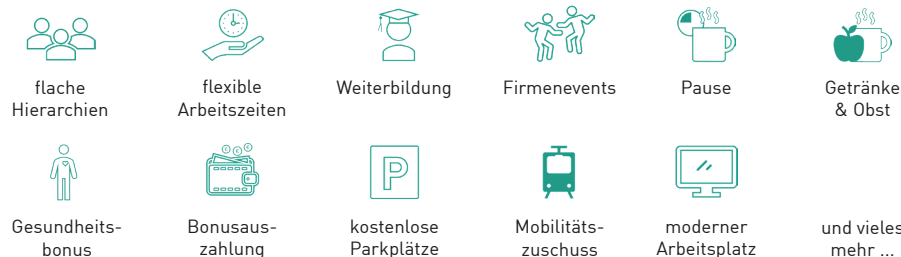 flache
Hierarchien
flexible
Arbeitszeiten
Weiterbildung
Firmenevents
Pause
Getränke
& Obst
P
Gesundheits-
bonus
Bonusaus-
zahlung
kostenlose
Parkplätze
Mobilitäts-
zuschuss
moderner
Arbeitsplatz
und vieles
mehr ...